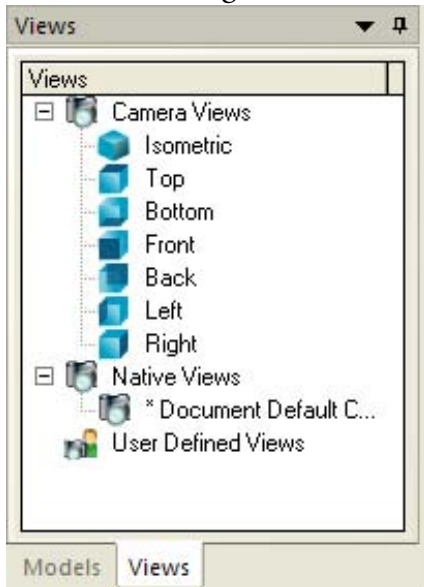 Views
Views
Camera Views
Isometric
Top
Bottom
Front
Back
Left
Right
Native Views
* Document Default C...
User Defined Views
Models Views